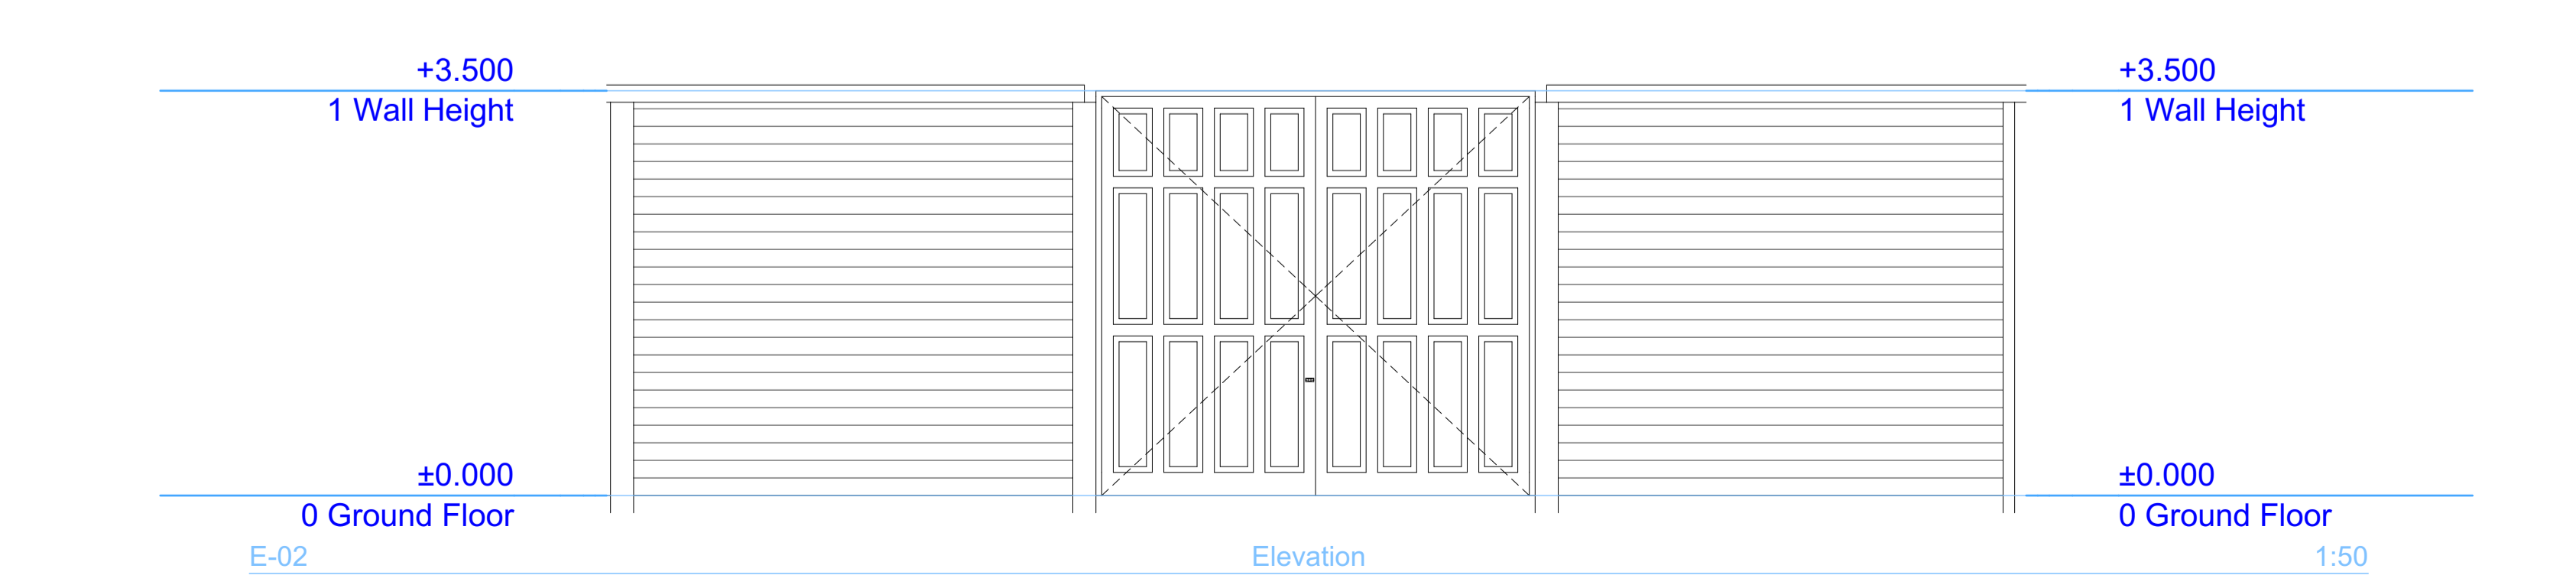 +3.500
1 Wall Height
+3.500
1 Wall Height
±0.000
0 Ground Floor
±0.000
0 Ground Floor
E-02 Elevation 1:50